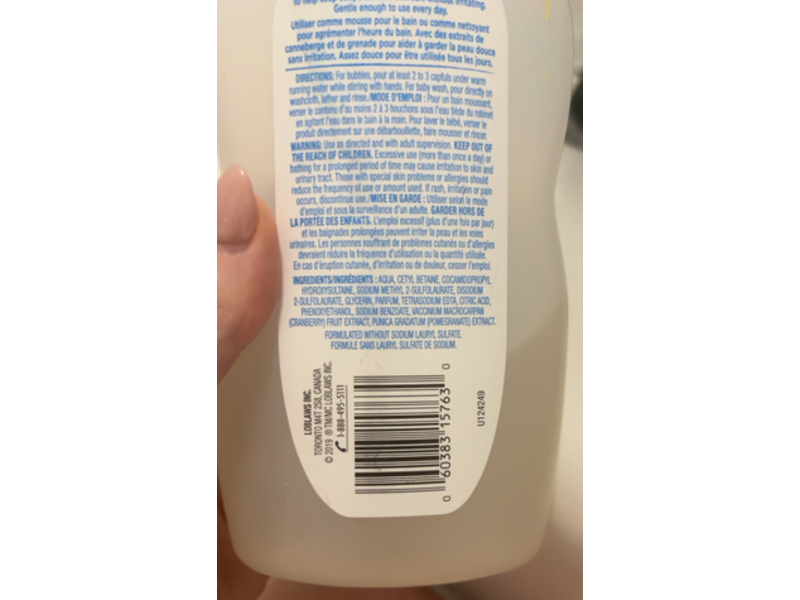 to help keep baby's skin soft without irritating.
Gentle enough to use every day.
Utiliser comme mousse pour le bain ou comme nettoyant
pour agrémenter l'heure du bain. Avec des extraits de
canneberge et de grenade pour aider à garder la peau douce
sans irritation. Assez douce pour être utilisée tous les jours.
DIRECTIONS: For bubbles, pour at least 2 to 3 capfuls under warm
running water while stirring with hands. For baby wash, pour directly on
washcloth, lather and rinse./MODE D'EMPLOI : Pour un bain moussant,
verser le contenu d'au moins 2 à 3 bouchons sous l'eau tiède du robinet
en agitant l'eau dans le bain à la main. Pour laver le bébé, verser le
produit directement sur une débarbouillette, faire mousser et rincer.
WARNING: Use as directed and with adult supervision. KEEP OUT OF
THE REACH OF CHILDREN. Excessive use (more than once a day) or
bathing for a prolonged period of time may cause irritation to skin and
urinary tract. Those with special skin problems or allergies should
reduce the frequency of use or amount used. If rash, irritation or pain
occurs, discontinue use./MISE EN GARDE : Utiliser selon le mode
d'emploi et sous la surveillance d'un adulte. GARDER HORS DE
LA PORTÉE DES ENFANTS. L'emploi excessif (plus d'une fois par jour)
et les baignades prolongées peuvent irriter la peau et les voies
urinaires. Les personnes souffrant de problèmes cutanés ou d'allergies
devraient réduire la fréquence d'utilisation ou la quantité utilisée.
En cas d'éruption cutanée, d'irritation ou de douleur, cesser l'emploi.
INGREDIENTS/INGRÉDIENTS : AQUA, CETYL BETAINE, COCAMIDOPROPYL
HYDROXYSULTAINE, SODIUM METHYL 2-SULFOLAURATE, DISODIUM
2-SULFOLAURATE, GLYCERIN, PARFUM, TETRASODIUM EDTA, CITRIC ACID,
PHENOXYETHANOL, SODIUM BENZOATE, VACCINIUM MACROCARPAN
(CRANBERRY) FRUIT EXTRACT, PUNICA GRADATUM (POMEGRANATE) EXTRACT.
FORMULATED WITHOUT SODIUM LAURYL SULFATE.
FORMULE SANS LAURYL SULFATE DE SODIUM.
LOBLAWS INC.
TORONTO M4T 2S8, CANADA
© 2019 ® TM/MC LOBLAWS INC.
1-888-495-5111
0 60383 15763 0
U124249